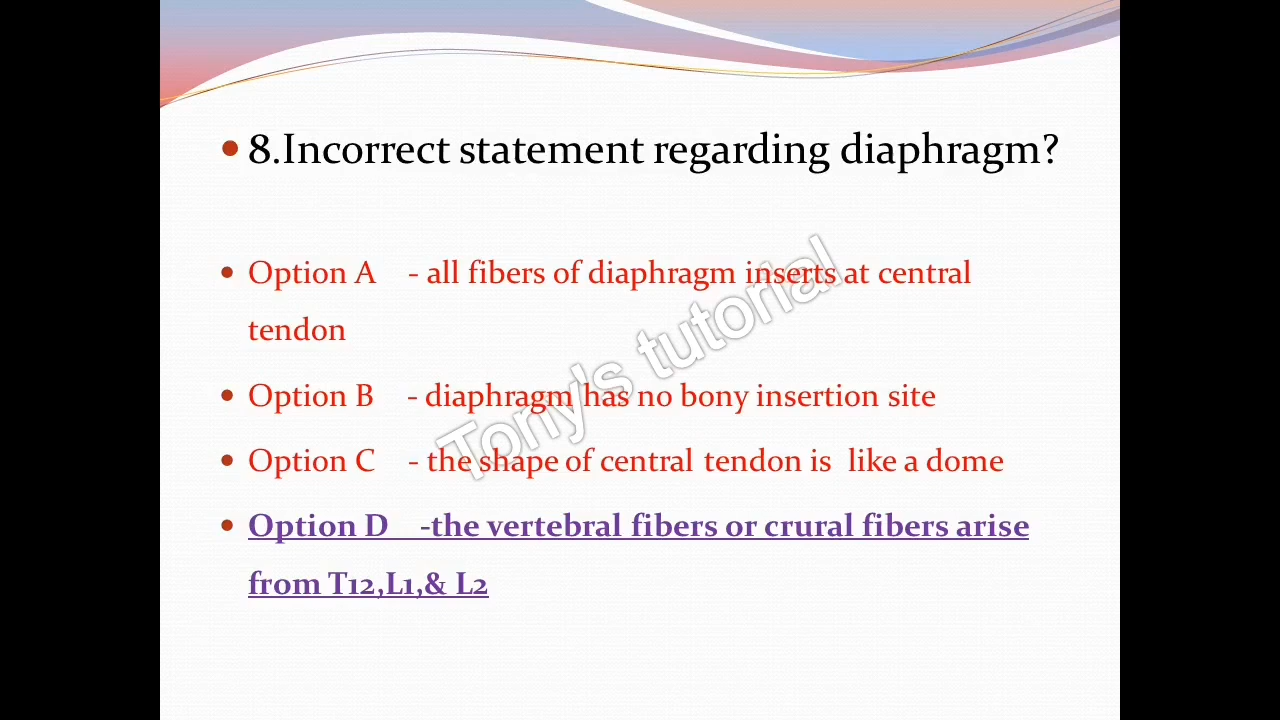 8.Incorrect statement regarding diaphragm?
Option A - all fibers of diaphragm inserts at central
tendon
Option B - diaphragm has no bony insertion site
Option C - the shape of central tendon is like a dome
Option D -the vertebral fibers or crural fibers arise
from T12,L1,& L2
Tony's tutorial